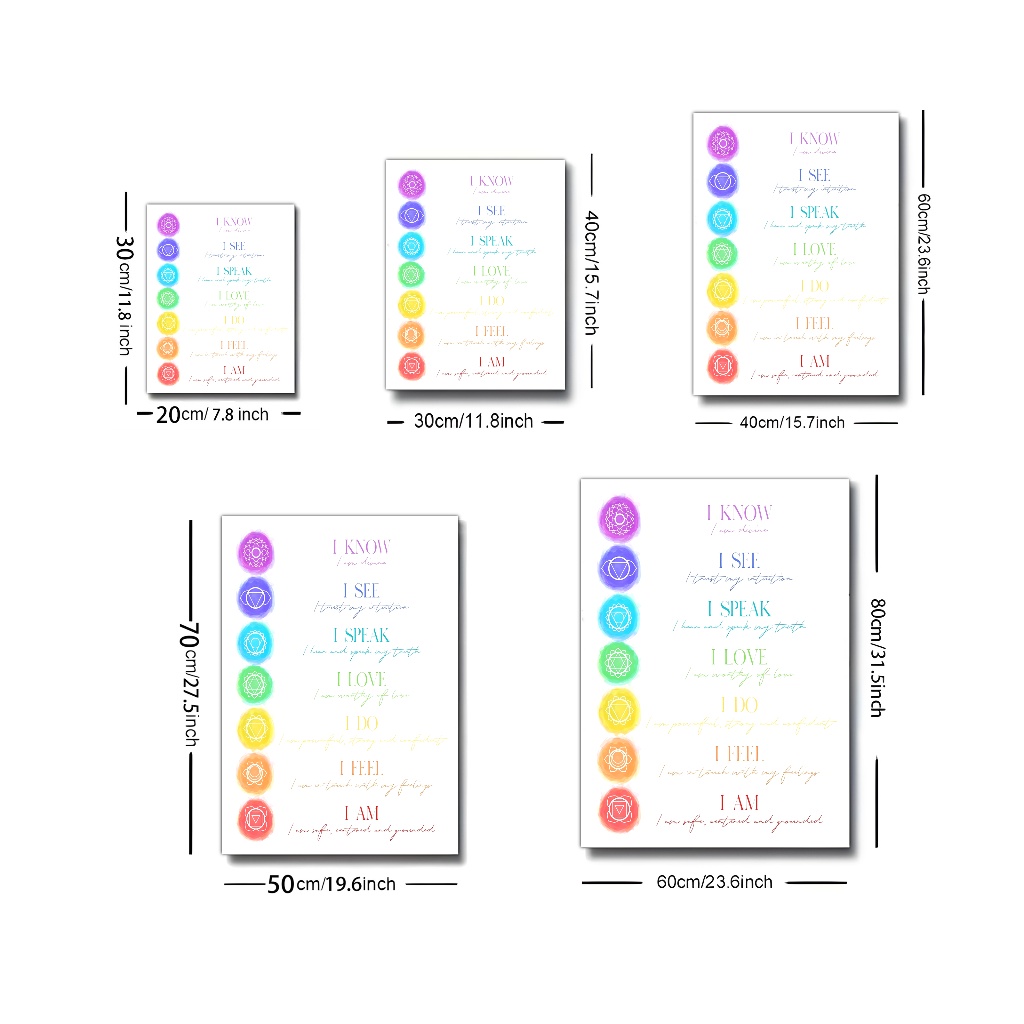 I KNOW
I am divine
I SEE
I trust my intuition
I SPEAK
I hear and speak my truth
I LOVE
I am worthy of love
I DO
I FEEL
I am in touch with my feelings
I AM
I am safe, centered and grounded
30cm/11.8 inch
20cm/ 7.8 inch
I KNOW
I am divine
I SEE
I trust my intuition
I SPEAK
I hear and speak my truth
I LOVE
I am worthy of love
I DO
I FEEL
I am in touch with my feelings
I AM
I am safe, centered and grounded
40cm/15.7inch
30cm/11.8inch
I KNOW
I am divine
I SEE
I trust my intuition
I SPEAK
I hear and speak my truth
I LOVE
I am worthy of love
I DO
I am powerful, strong and confident
I FEEL
I am in touch with my feelings
I AM
I am safe, centered and grounded
60cm/23.6inch
40cm/15.7inch
I KNOW
I am divine
I SEE
I trust my intuition
I SPEAK
I hear and speak my truth
I LOVE
I am worthy of love
I DO
I am powerful, strong and confident
I FEEL
I am in touch with my feelings
I AM
I am safe, centered and grounded
70cm/27.5inch
50cm/19.6inch
I KNOW
I am divine
I SEE
I trust my intuition
I SPEAK
I hear and speak my truth
I LOVE
I am worthy of love
I DO
I am powerful, strong and confident
I FEEL
I am in touch with my feelings
I AM
I am safe, centered and grounded
80cm/31.5inch
60cm/23.6inch